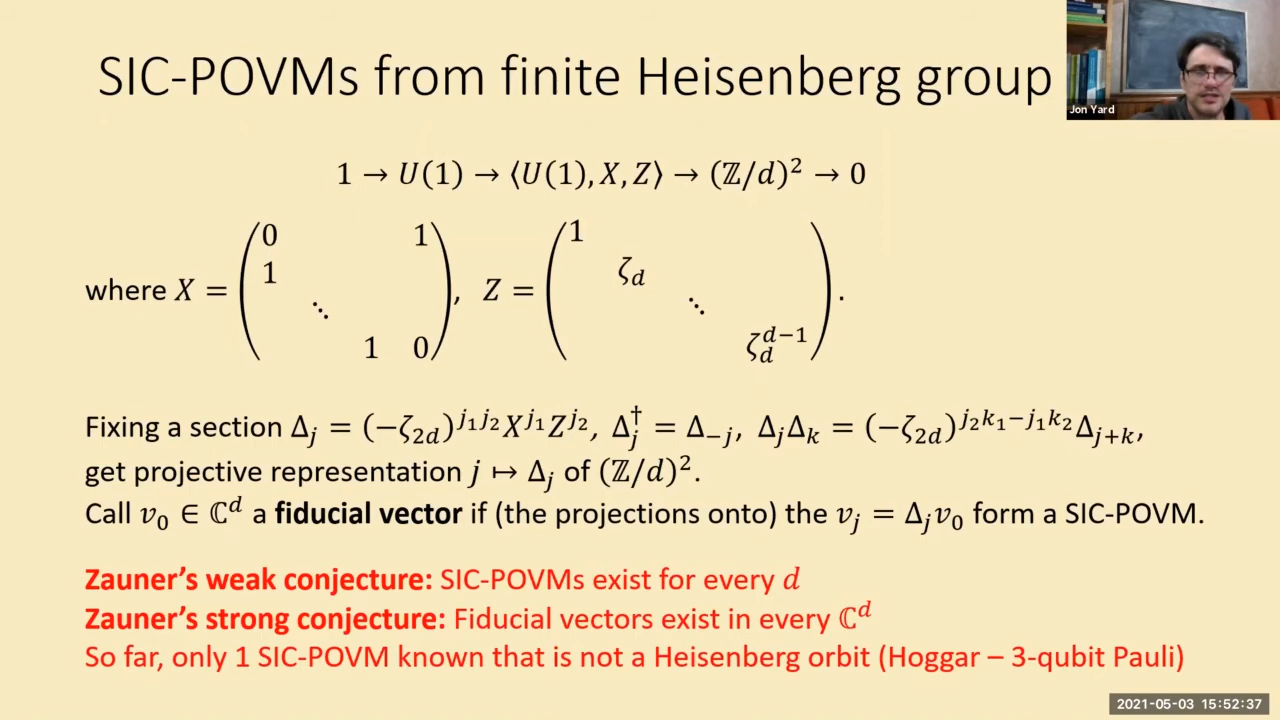 SIC-POVMs from finite Heisenberg group
Jon Yard
1 → U(1) → ⟨U(1), X, Z⟩ → (ℤ/d)² → 0
where X = ( 0 1 1 ⋱ 1 0 ), Z = ( 1 ζ_d ⋱ ζ_d^{d−1} ).
Fixing a section Δ_j = (−ζ_{2d})^{j₁j₂} X^{j₁} Z^{j₂}, Δ_j^† = Δ_{−j}, Δ_jΔ_k = (−ζ_{2d})^{j₂k₁−j₁k₂} Δ_{j+k},
get projective representation j ↦ Δ_j of (ℤ/d)².
Call v₀ ∈ ℂ^d a fiducial vector if (the projections onto) the v_j = Δ_j v₀ form a SIC-POVM.
Zauner’s weak conjecture: SIC-POVMs exist for every d
Zauner’s strong conjecture: Fiducial vectors exist in every ℂ^d
So far, only 1 SIC-POVM known that is not a Heisenberg orbit (Hoggar – 3-qubit Pauli)
2021-05-03 15:52:37